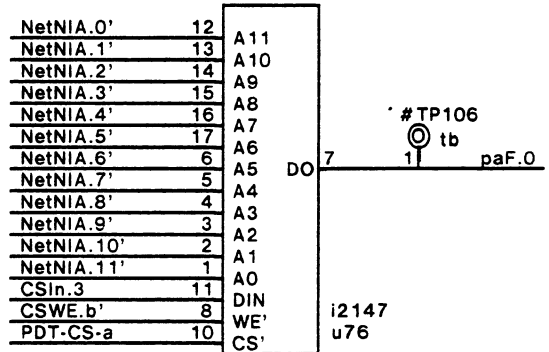 NetNIA.0' 12 A11
NetNIA.1' 13 A10
NetNIA.2' 14 A9
NetNIA.3' 15 A8
NetNIA.4' 16 A7
NetNIA.5' 17 A6
NetNIA.6' 6 A5
NetNIA.7' 5 A4
NetNIA.8' 4 A3
NetNIA.9' 3 A2
NetNIA.10' 2 A1
NetNIA.11' 1 A0
CSIn.3 11 DIN
CSWE.b' 8 WE'
PDT-CS-a 10 CS'
DO 7 1 paF.0
#TP106
tb
i2147
u76